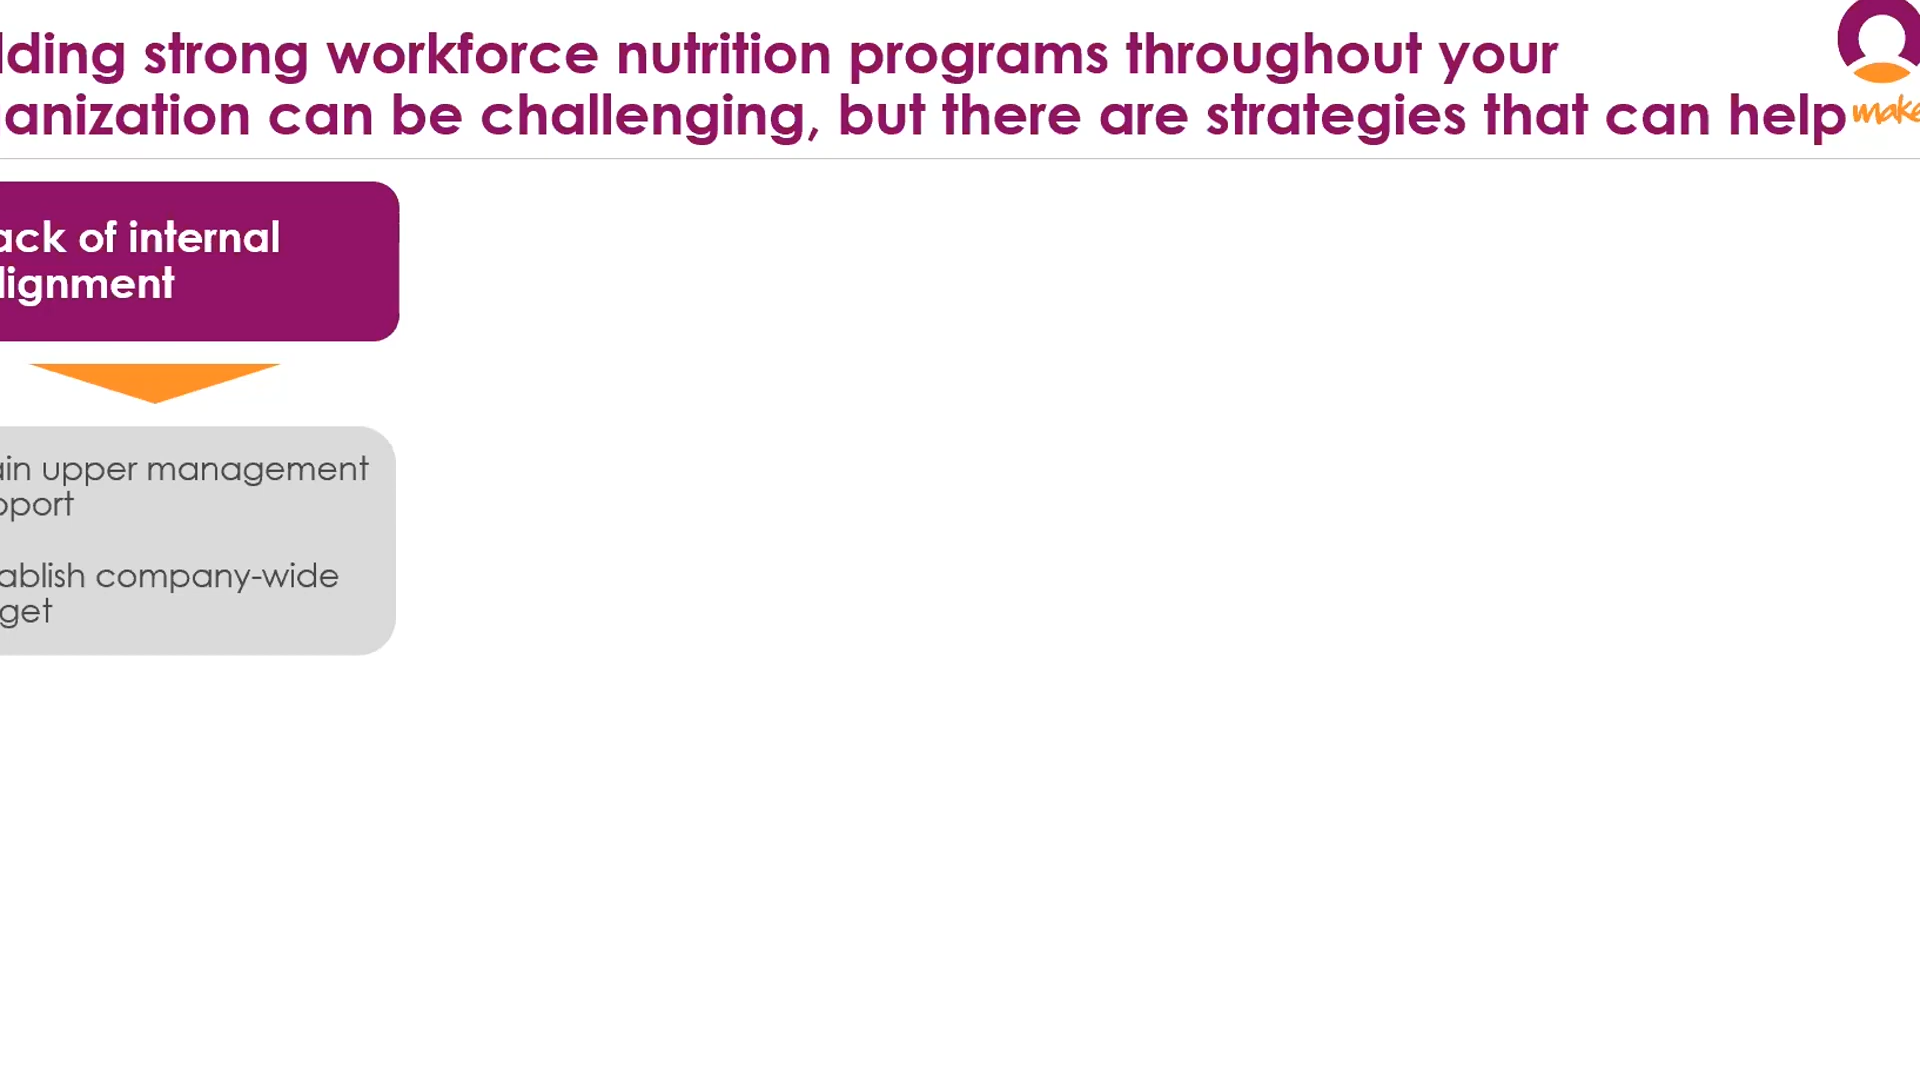 lding strong workforce nutrition programs throughout your
anization can be challenging, but there are strategies that can help
make
ack of internal
lignment
ain upper management
pport
ablish company-wide
get